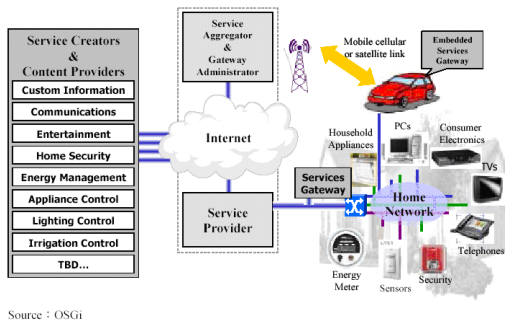 Service Creators
&
Content Providers
Custom Information
Communications
Entertainment
Home Security
Energy Management
Appliance Control
Lighting Control
Irrigation Control
TBD...
Service
Aggregator
&
Gateway
Administrator
Internet
Service
Provider
Mobile cellular
or satellite link
Embedded
Services
Gateway
Household
Appliances
PCs
Consumer
Electronics
TVs
Services
Gateway
Home
Network
Telephones
Energy
Meter
Sensors
Security
Source：OSGi